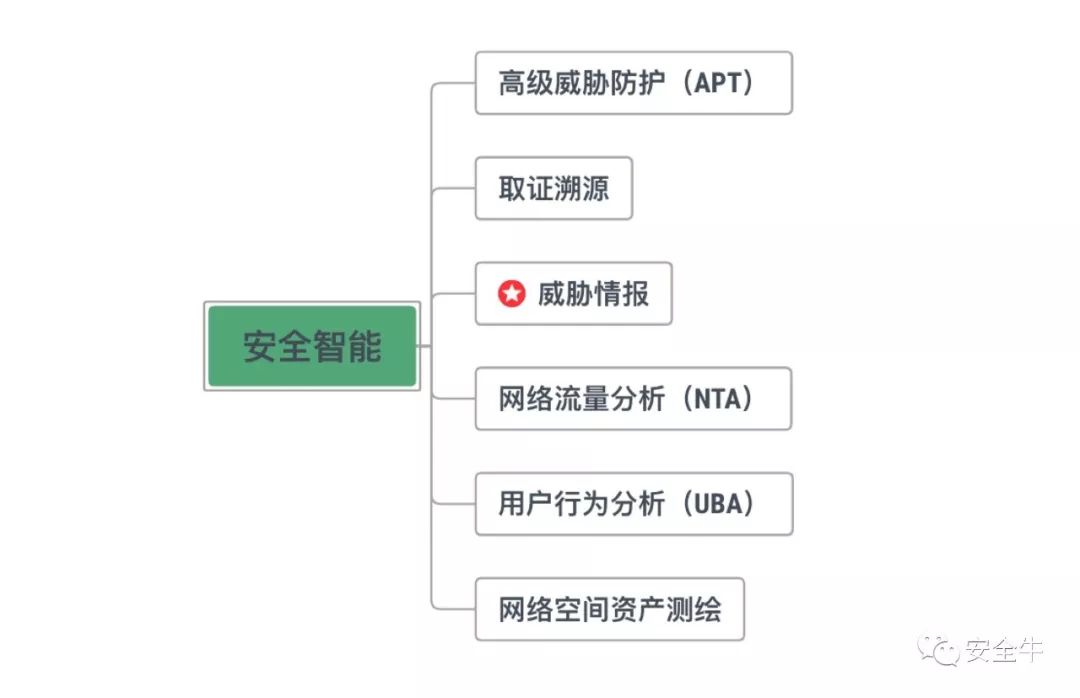 高级威胁防护（APT）
取证溯源
威胁情报
安全智能
网络流量分析（NTA）
用户行为分析（UBA）
网络空间资产测绘
安全牛